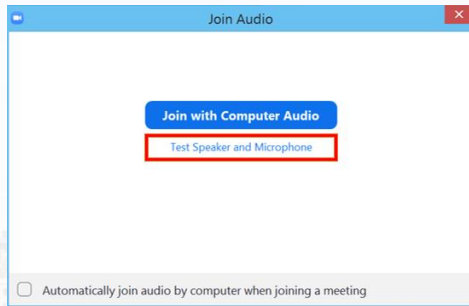 Join Audio
Join with Computer Audio
Test Speaker and Microphone
Automatically join audio by computer when joining a meeting